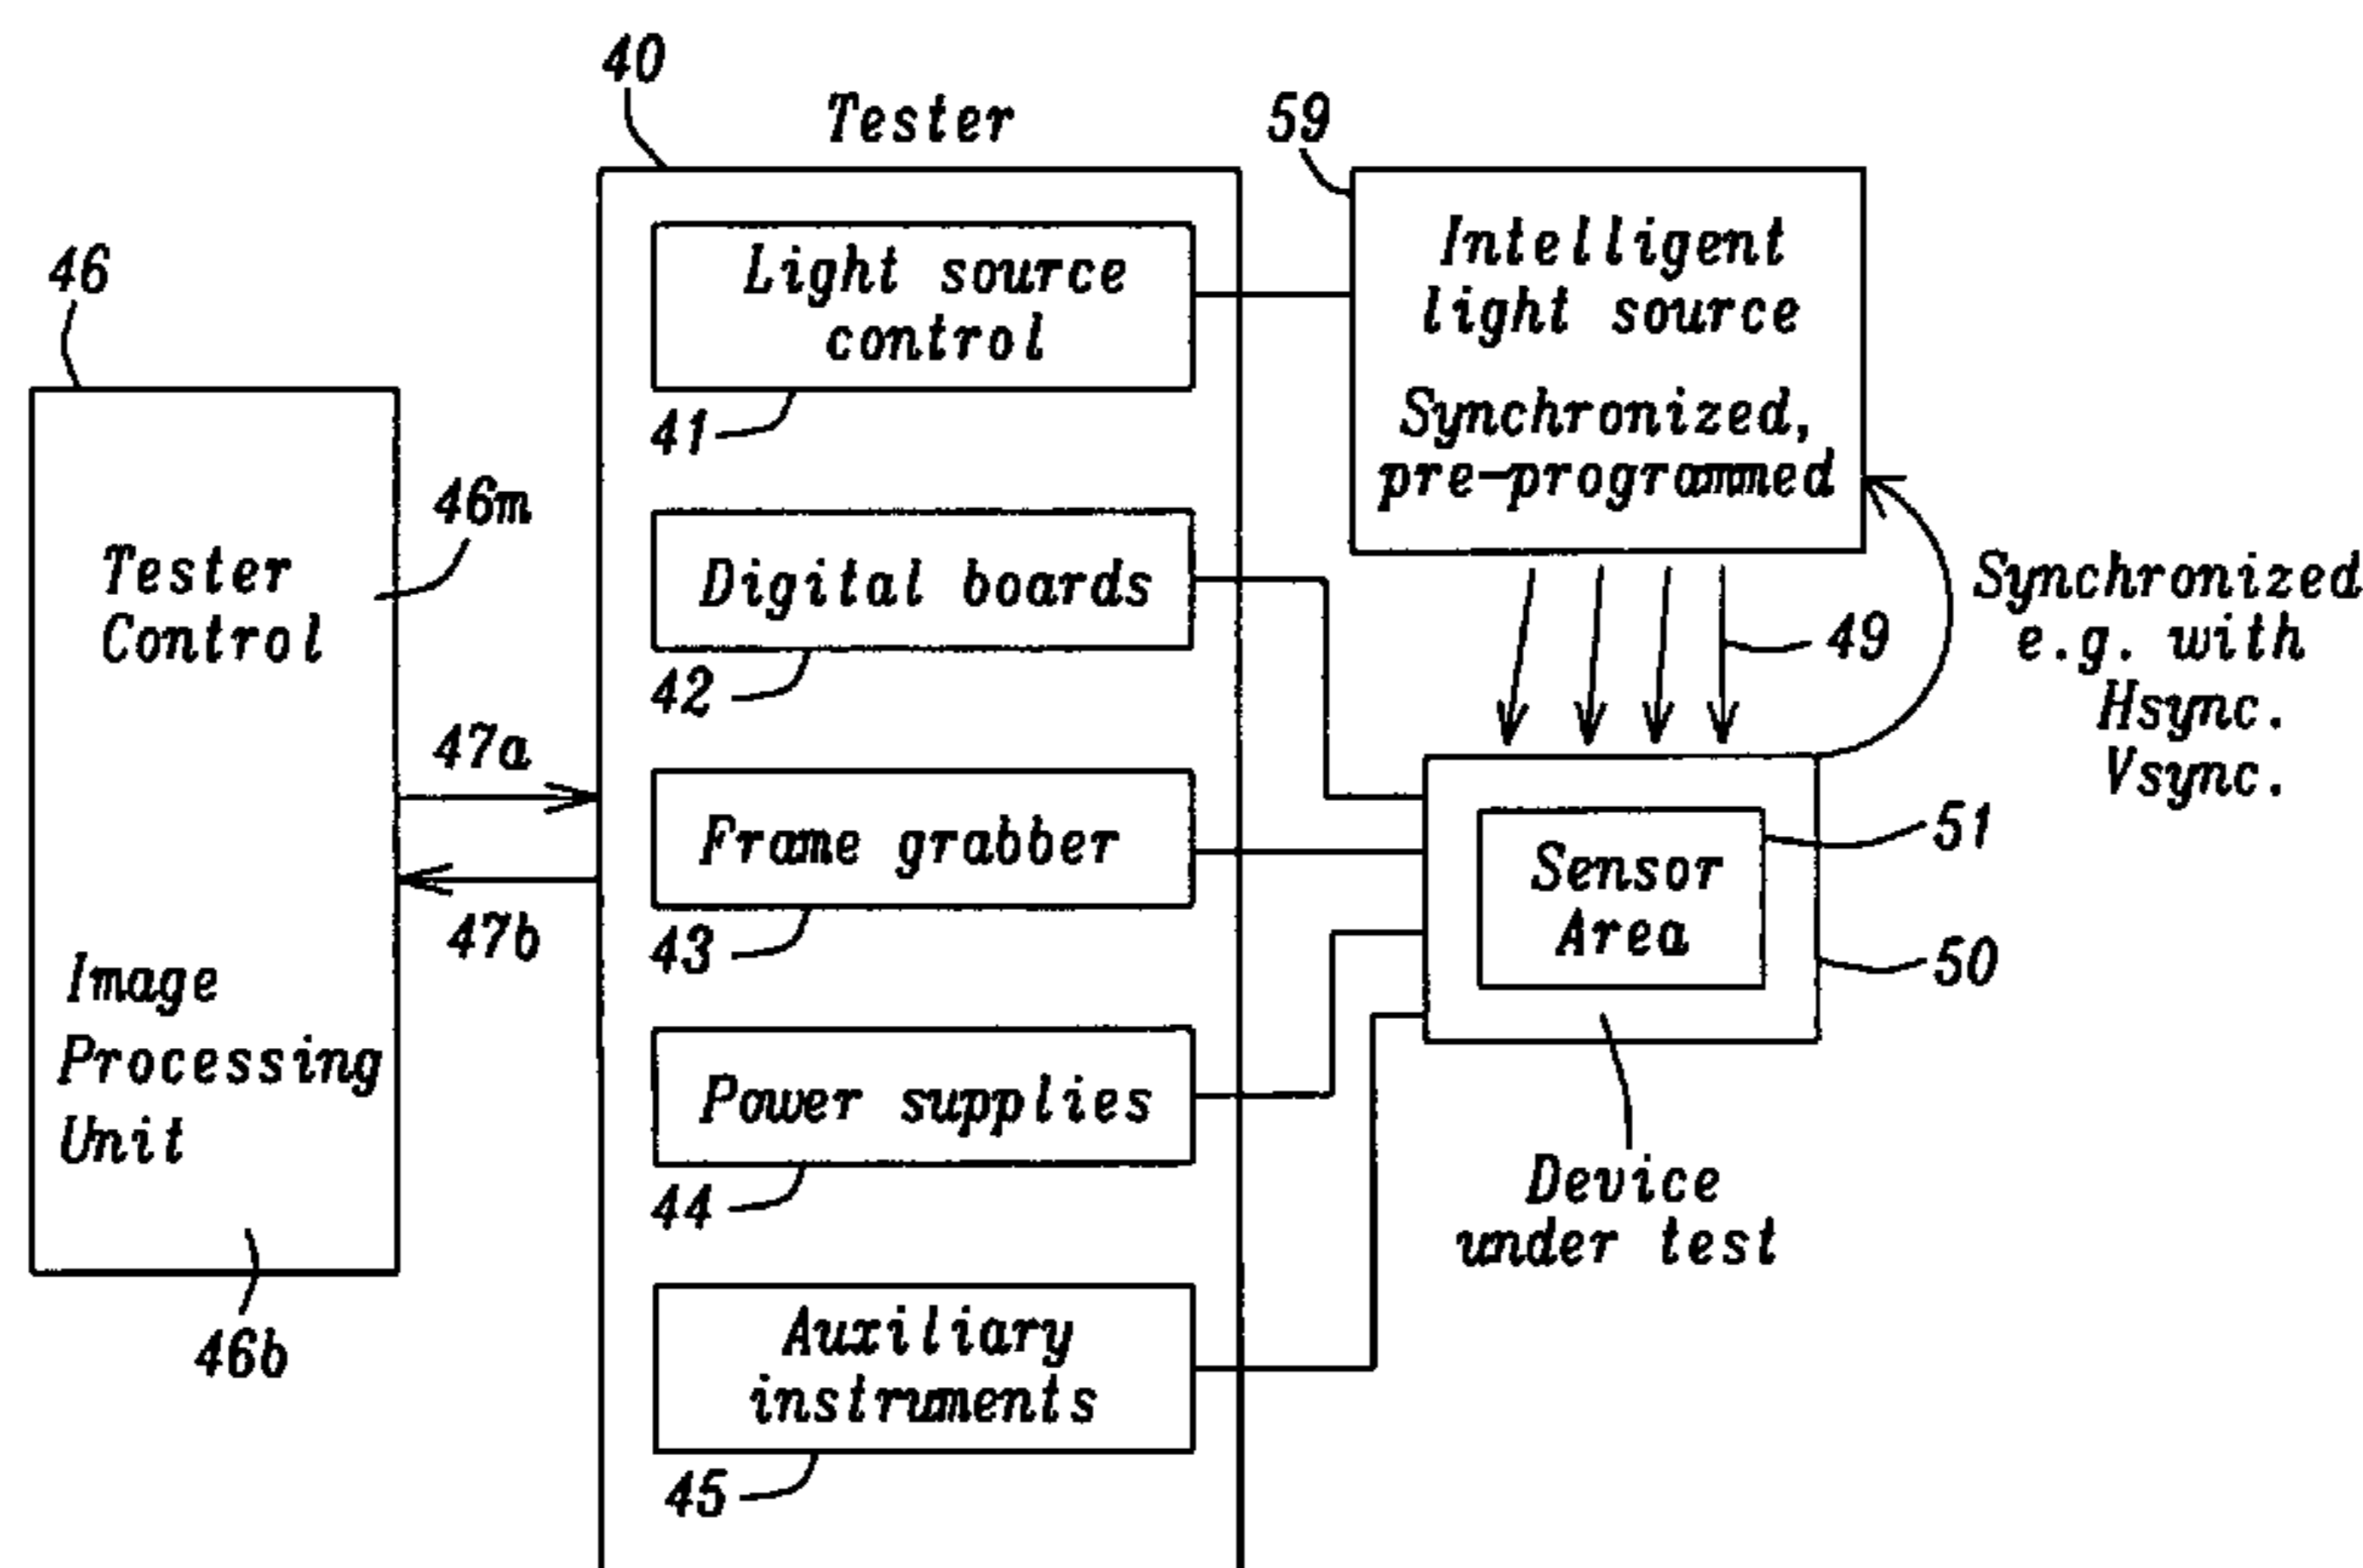 40
Tester
59
46
Light source
control
41
Intelligent
light source
Synchronized,
pre-programmed
46m
Tester
Control
Digital boards
42
Synchronized
e.g. with
Hsync.
Vsync.
49
47a
47b
Frame grabber
43
Sensor
Area
51
50
Image
Processing
Unit
46b
Power supplies
44
Device
under test
Auxiliary
instruments
45